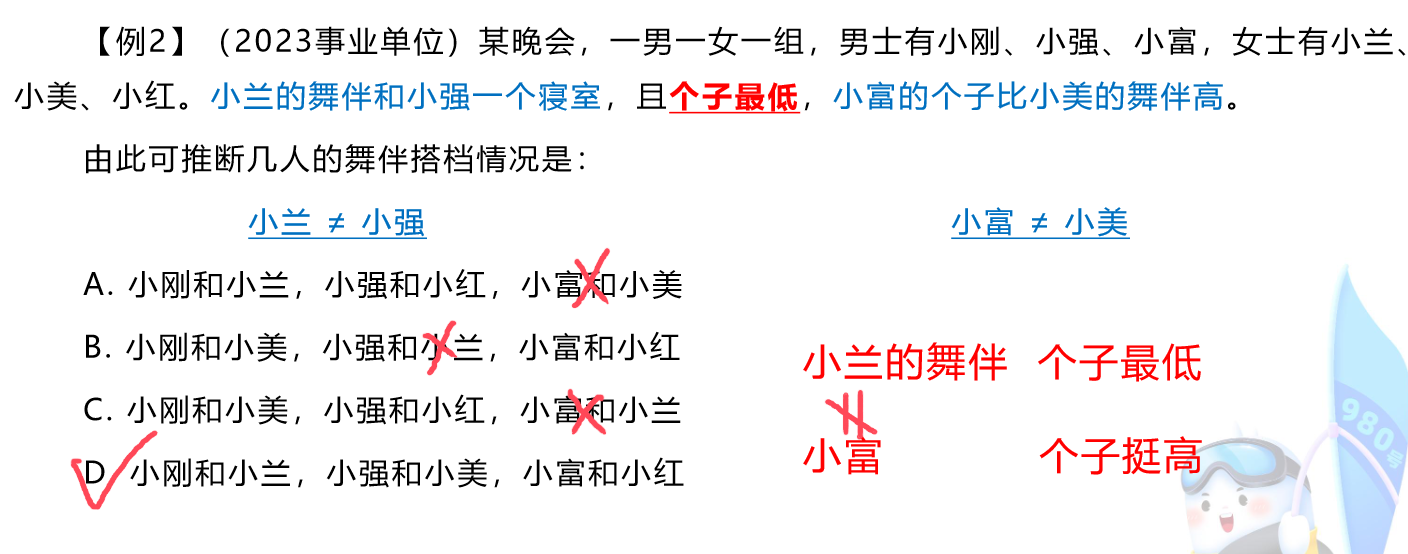 【例2】（2023事业单位）某晚会，一男一女一组，男士有小刚、小强、小富，女士有小兰、
小美、小红。小兰的舞伴和小强一个寝室，且个子最低，小富的个子比小美的舞伴高。
由此可推断几人的舞伴搭档情况是：
小兰 ≠ 小强
小富 ≠ 小美
A. 小刚和小兰，小强和小红，小富和小美
B. 小刚和小美，小强和小兰，小富和小红
小兰的舞伴 个子最低
C. 小刚和小美，小强和小红，小富和小兰
小富 个子挺高
D. 小刚和小兰，小强和小美，小富和小红
980号